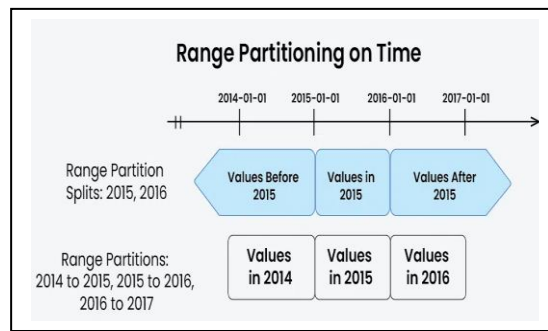 Range Partitioning on Time
2014-01-01 2015-01-01 2016-01-01 2017-01-01
Range Partition
Splits: 2015, 2016
Values Before
2015
Values in
2015
Values After
2015
Range Partitions:
2014 to 2015, 2015 to 2016,
2016 to 2017
Values
in 2014
Values
in 2015
Values
in 2016